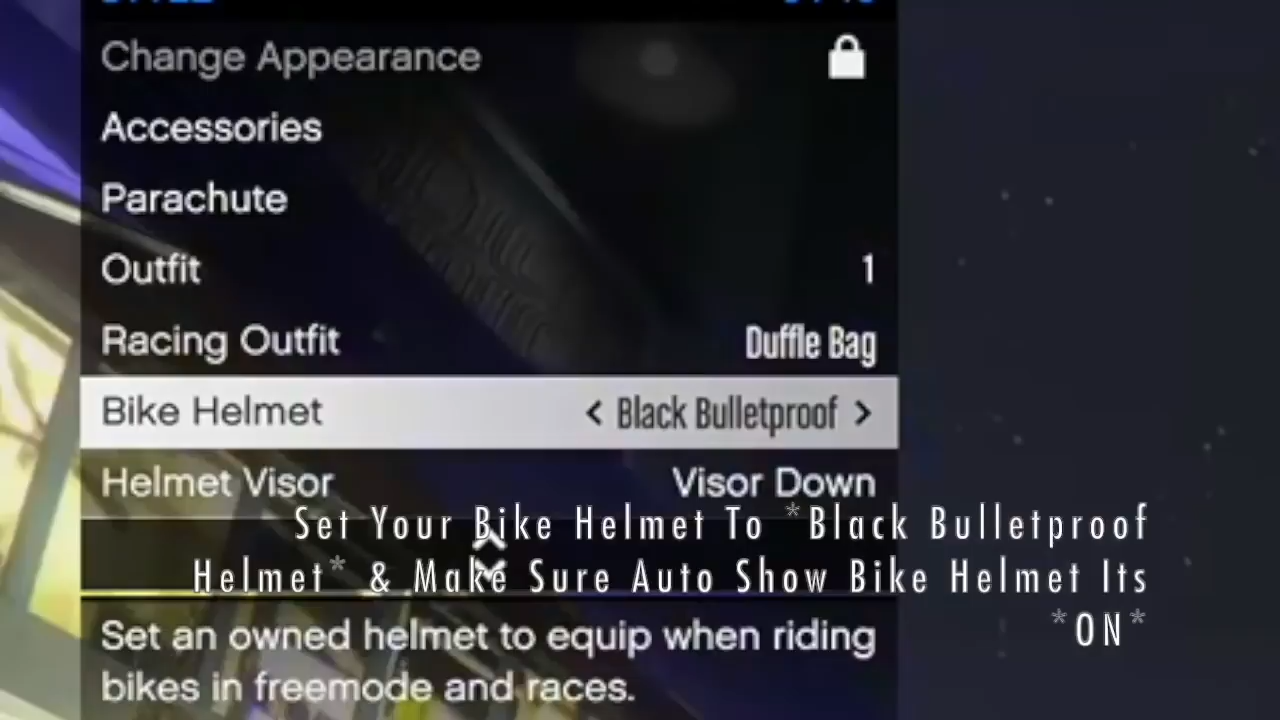 Change Appearance
Accessories
Parachute
Outfit 1
Racing Outfit Duffle Bag
Bike Helmet < Black Bulletproof >
Helmet Visor Visor Down
Set Your Bike Helmet To *Black Bulletproof
Helmet* & Make Sure Auto Show Bike Helmet Its
*ON*
Set an owned helmet to equip when riding
bikes in freemode and races.